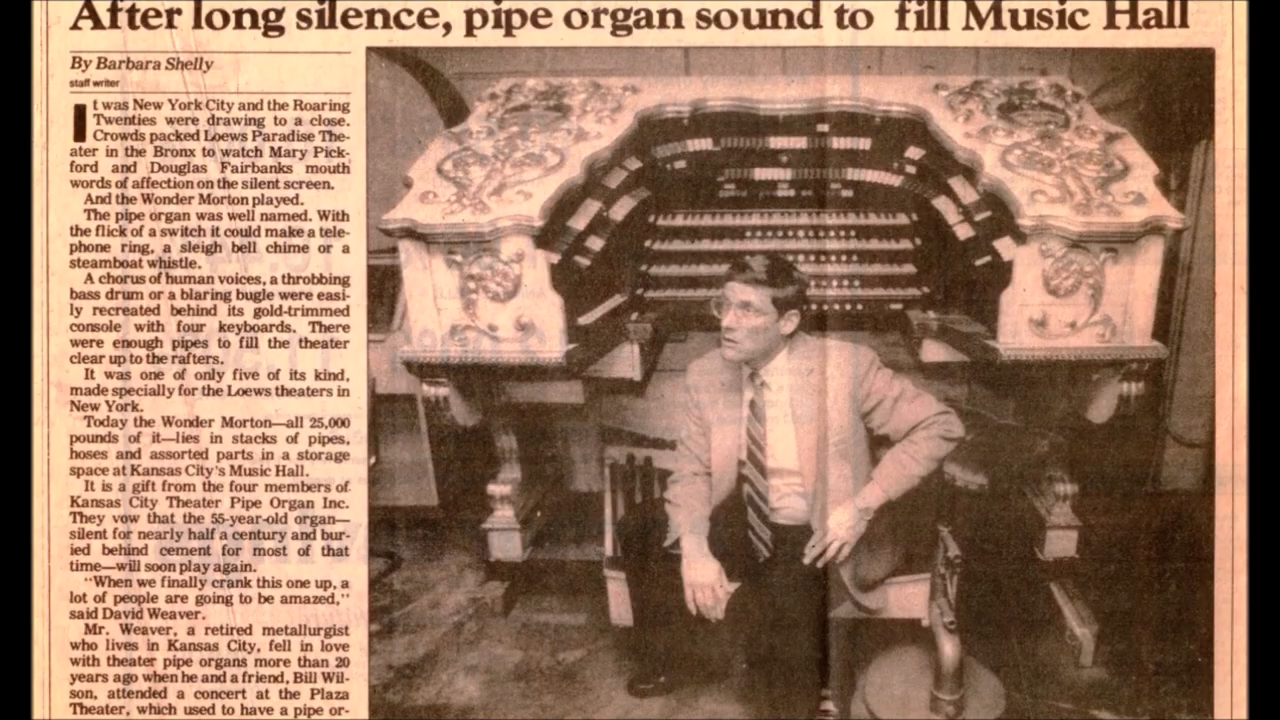 After long silence, pipe organ sound to fill Music Hall
By Barbara Shelly
staff writer
It was New York City and the Roaring
Twenties were drawing to a close.
Crowds packed Loews Paradise The-
ater in the Bronx to watch Mary Pick-
ford and Douglas Fairbanks mouth
words of affection on the silent screen.
And the Wonder Morton played.
The pipe organ was well named. With
the flick of a switch it could make a tele-
phone ring, a sleigh bell chime or a
steamboat whistle.
A chorus of human voices, a throbbing
bass drum or a blaring bugle were easi-
ly recreated behind its gold-trimmed
console with four keyboards. There
were enough pipes to fill the theater
clear up to the rafters.
It was one of only five of its kind,
made specially for the Loews theaters in
New York.
Today the Wonder Morton—all 25,000
pounds of it—lies in stacks of pipes,
hoses and assorted parts in a storage
space at Kansas City's Music Hall.
It is a gift from the four members of
Kansas City Theater Pipe Organ Inc.
They vow that the 55-year-old organ—
silent for nearly half a century and bur-
ied behind cement for most of that
time—will soon play again.
"When we finally crank this one up, a
lot of people are going to be amazed,"
said David Weaver.
Mr. Weaver, a retired metallurgist
who lives in Kansas City, fell in love
with theater pipe organs more than 20
years ago when he and a friend, Bill Wil-
son, attended a concert at the Plaza
Theater, which used to have a pipe or-